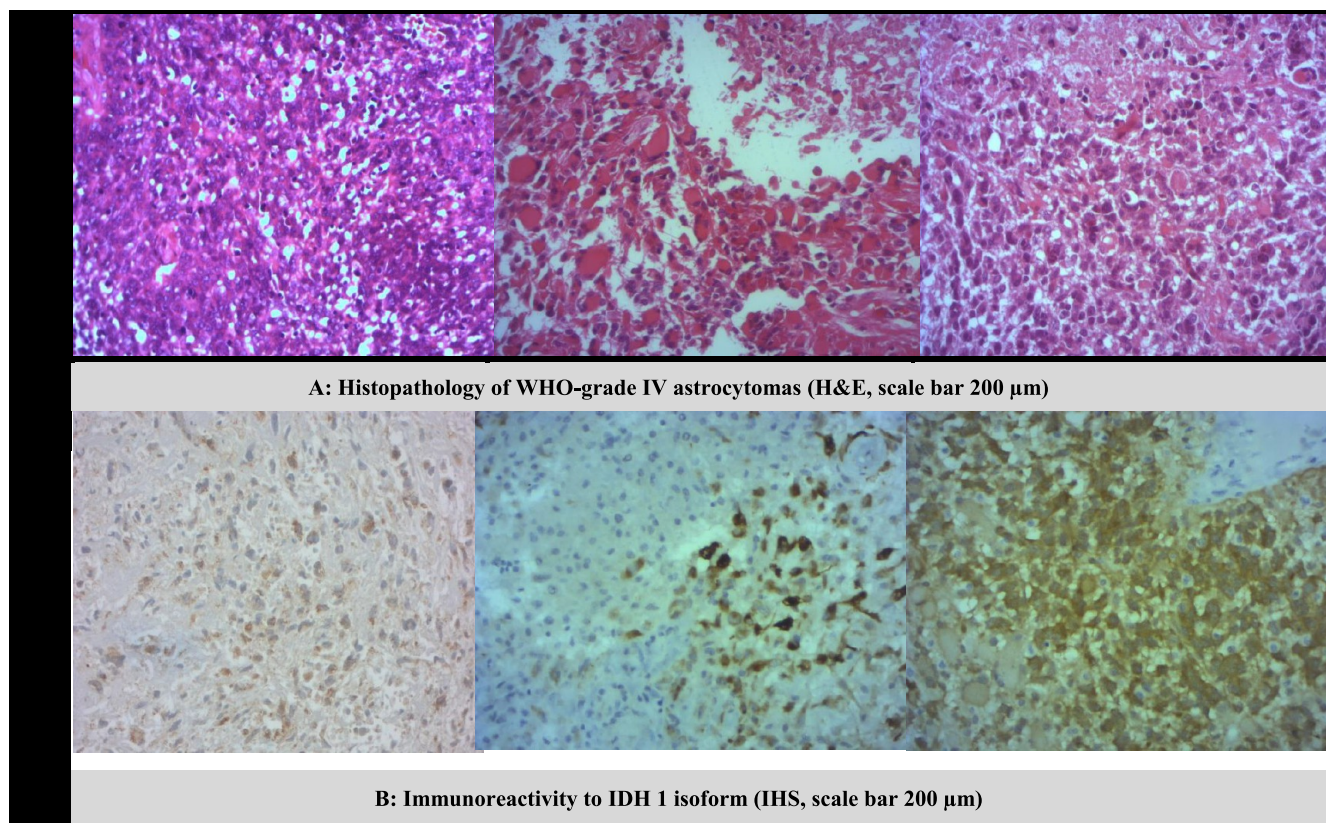 A: Histopathology of WHO-grade IV astrocytomas (H&E, scale bar 200 µm)
B: Immunoreactivity to IDH 1 isoform (IHS, scale bar 200 µm)